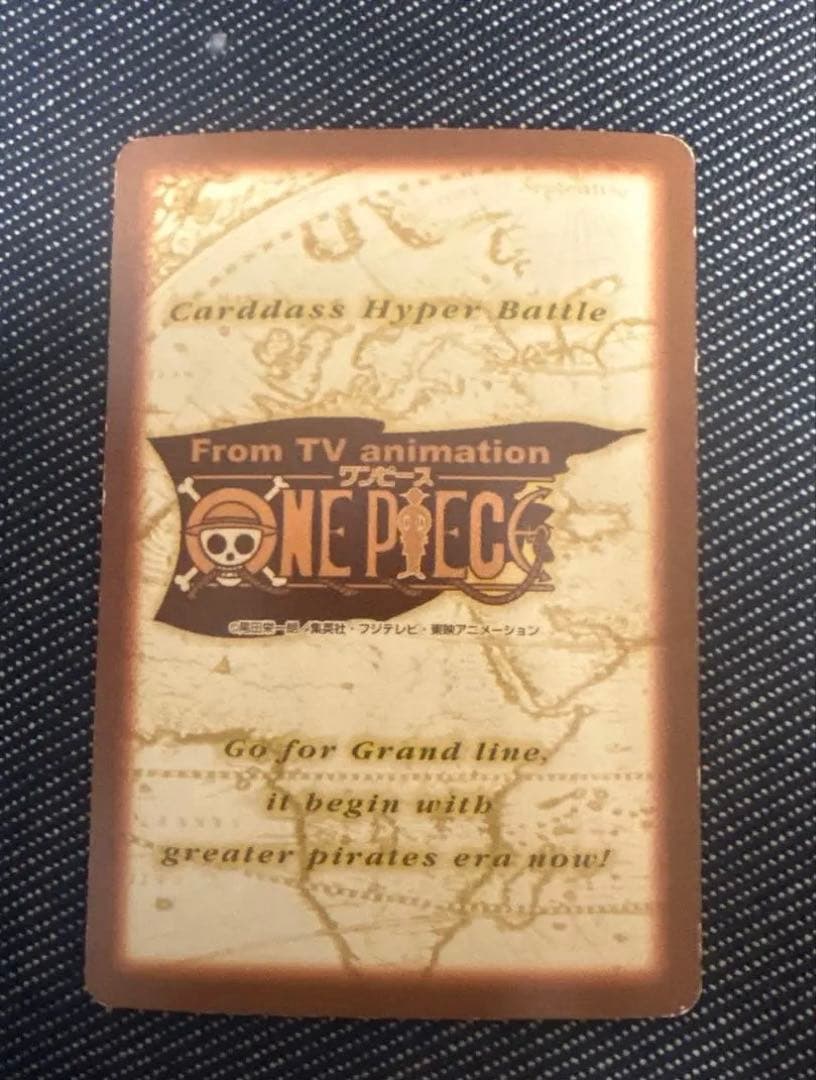 Carddass Hyper Battle
From TV animation
ワンピース
ONE PIECE
©尾田栄一郎/集英社・フジテレビ・東映アニメーション
Go for Grand line,
it begin with
greater pirates era now!